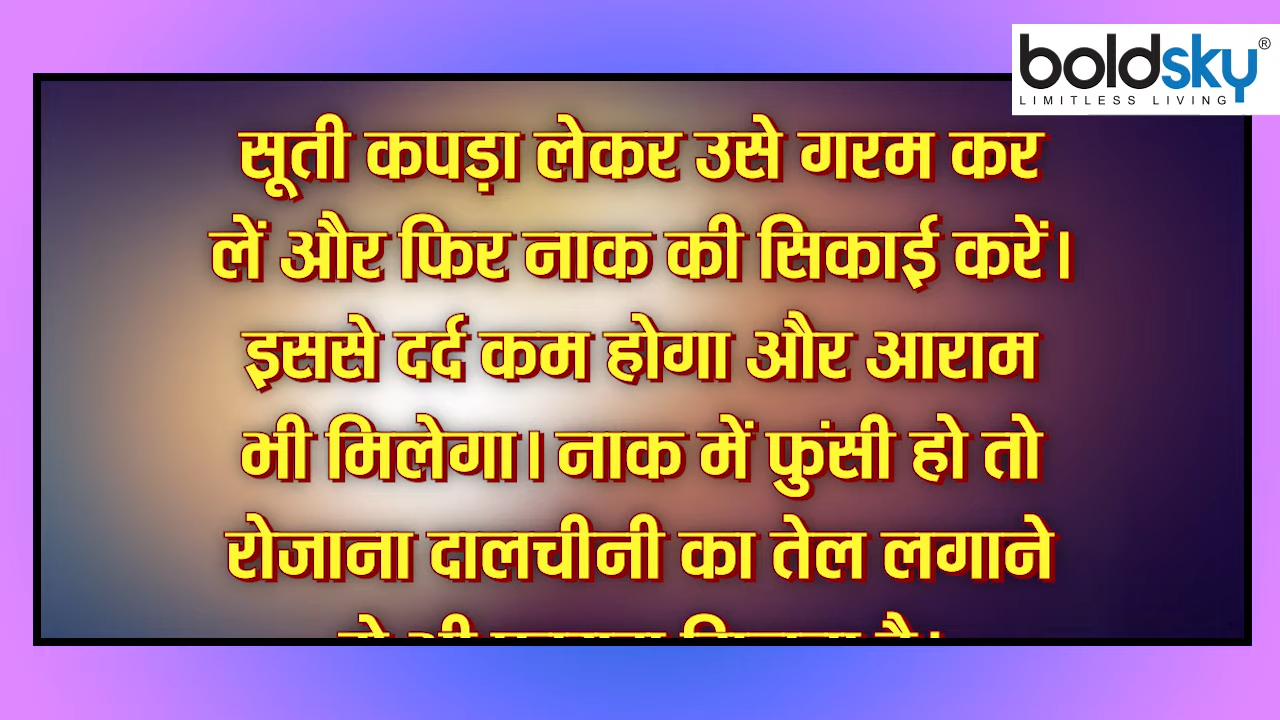 boldsky®
LIMITLESS LIVING
सूती कपड़ा लेकर उसे गरम कर
लें और फिर नाक की सिकाई करें।
इससे दर्द कम होगा और आराम
भी मिलेगा। नाक में फुंसी हो तो
रोजाना दालचीनी का तेल लगाने